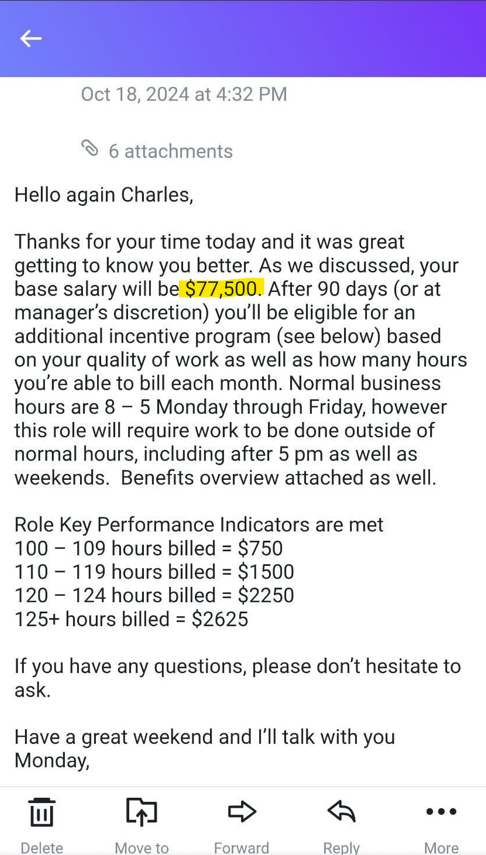 Oct 18, 2024 at 4:32 PM
6 attachments
Hello again Charles,
Thanks for your time today and it was great
getting to know you better. As we discussed, your
base salary will be $77,500. After 90 days (or at
manager’s discretion) you’ll be eligible for an
additional incentive program (see below) based
on your quality of work as well as how many hours
you’re able to bill each month. Normal business
hours are 8 – 5 Monday through Friday, however
this role will require work to be done outside of
normal hours, including after 5 pm as well as
weekends.  Benefits overview attached as well.
Role Key Performance Indicators are met
100 – 109 hours billed = $750
110 – 119 hours billed = $1500
120 – 124 hours billed = $2250
125+ hours billed = $2625
If you have any questions, please don’t hesitate to
ask.
Have a great weekend and I’ll talk with you
Monday,
Delete Move to Forward Reply More